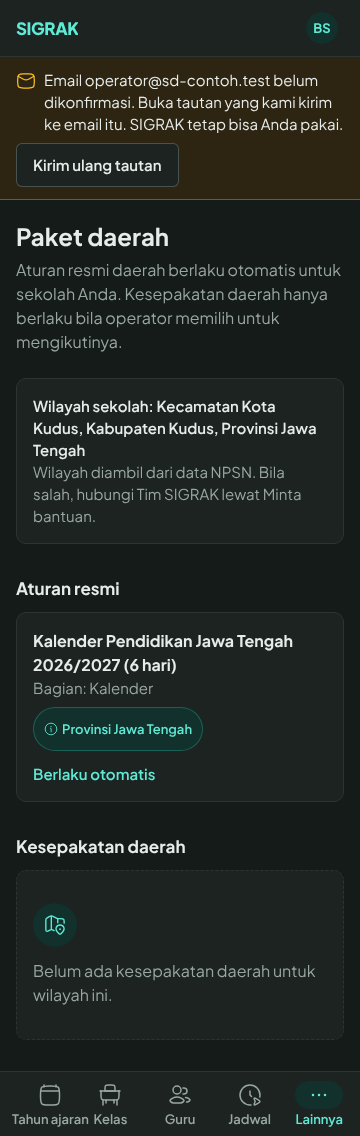 SIGRAK
BS
Email operator@sd-contoh.test belum
dikonfirmasi. Buka tautan yang kami kirim
ke email itu. SIGRAK tetap bisa Anda pakai.
Kirim ulang tautan
Paket daerah
Aturan resmi daerah berlaku otomatis untuk
sekolah Anda. Kesepakatan daerah hanya
berlaku bila operator memilih untuk
mengikutinya.
Wilayah sekolah: Kecamatan Kota
Kudus, Kabupaten Kudus, Provinsi Jawa
Tengah
Wilayah diambil dari data NPSN. Bila
salah, hubungi Tim SIGRAK lewat Minta
bantuan.
Aturan resmi
Kalender Pendidikan Jawa Tengah
2026/2027 (6 hari)
Bagian: Kalender
Provinsi Jawa Tengah
Berlaku otomatis
Kesepakatan daerah
Belum ada kesepakatan daerah untuk
wilayah ini.
Tahun ajaran Kelas Guru Jadwal Lainnya